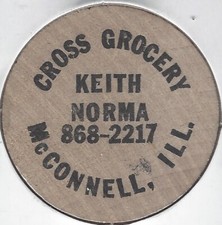 CROSS GROCERY
KEITH
NORMA
868-2217
McCONNELL, ILL.